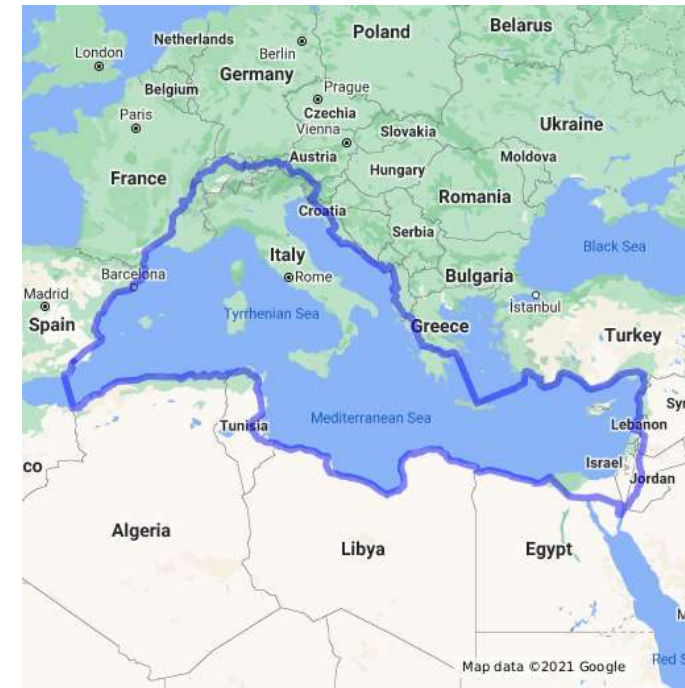 Poland
Belarus
Netherlands
London
Berlin
Germany
Belgium
Prague
Czechia
Paris
Vienna
Slovakia
Ukraine
Austria
Moldova
France
Hungary
Romania
Croatia
Serbia
Black Sea
Italy
Barcelona
Rome
Bulgaria
Madrid
İstanbul
Spain
Tyrrhenian Sea
Greece
Turkey
Mediterranean Sea
Tunisia
Lebanon
Israel
Jordan
Algeria
Libya
Egypt
Map data ©2021 Google